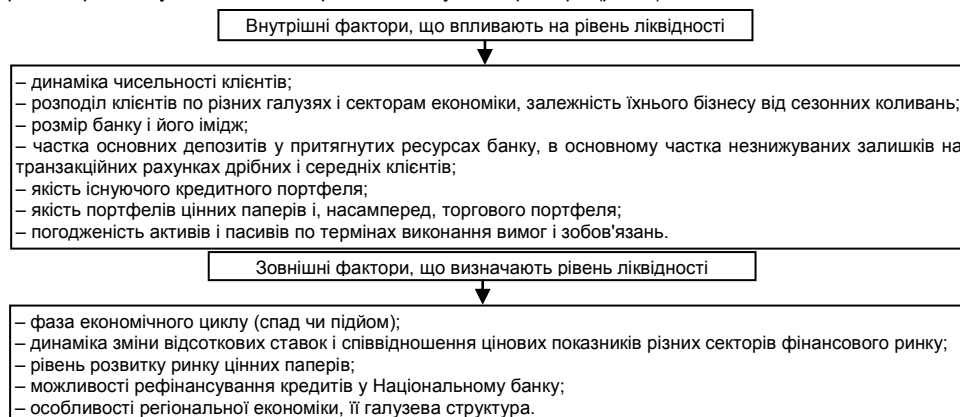 Внутрішні фактори, що впливають на рівень ліквідності
– динаміка чисельності клієнтів;
– розподіл клієнтів по різних галузях і секторам економіки, залежність їхнього бізнесу від сезонних коливань;
– розмір банку і його імідж;
– частка основних депозитів у притягнутих ресурсах банку, в основному частка незнижуваних залишків на
транзакційних рахунках дрібних і середніх клієнтів;
– якість існуючого кредитного портфеля;
– якість портфелів цінних паперів і, насамперед, торгового портфеля;
– погодженість активів і пасивів по термінах виконання вимог і зобов'язань.
Зовнішні фактори, що визначають рівень ліквідності
– фаза економічного циклу (спад чи підйом);
– динаміка зміни відсоткових ставок і співвідношення цінових показників різних секторів фінансового ринку;
– рівень розвитку ринку цінних паперів;
– можливості рефінансування кредитів у Національному банку;
– особливості регіональної економіки, її галузева структура.